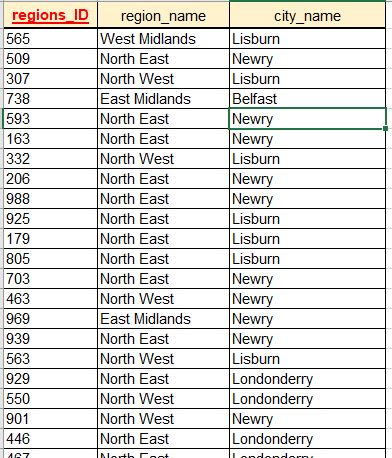 regions_ID region_name city_name
565 West Midlands Lisburn
509 North East Newry
307 North West Lisburn
738 East Midlands Belfast
593 North East Newry
163 North East Newry
332 North West Lisburn
206 North East Newry
988 North East Newry
925 North East Lisburn
179 North East Lisburn
805 North East Lisburn
703 North East Newry
463 North West Newry
969 East Midlands Newry
939 North East Newry
563 North West Lisburn
929 North East Londonderry
550 North West Londonderry
901 North West Newry
446 North East Londonderry
467 North East Londonderry